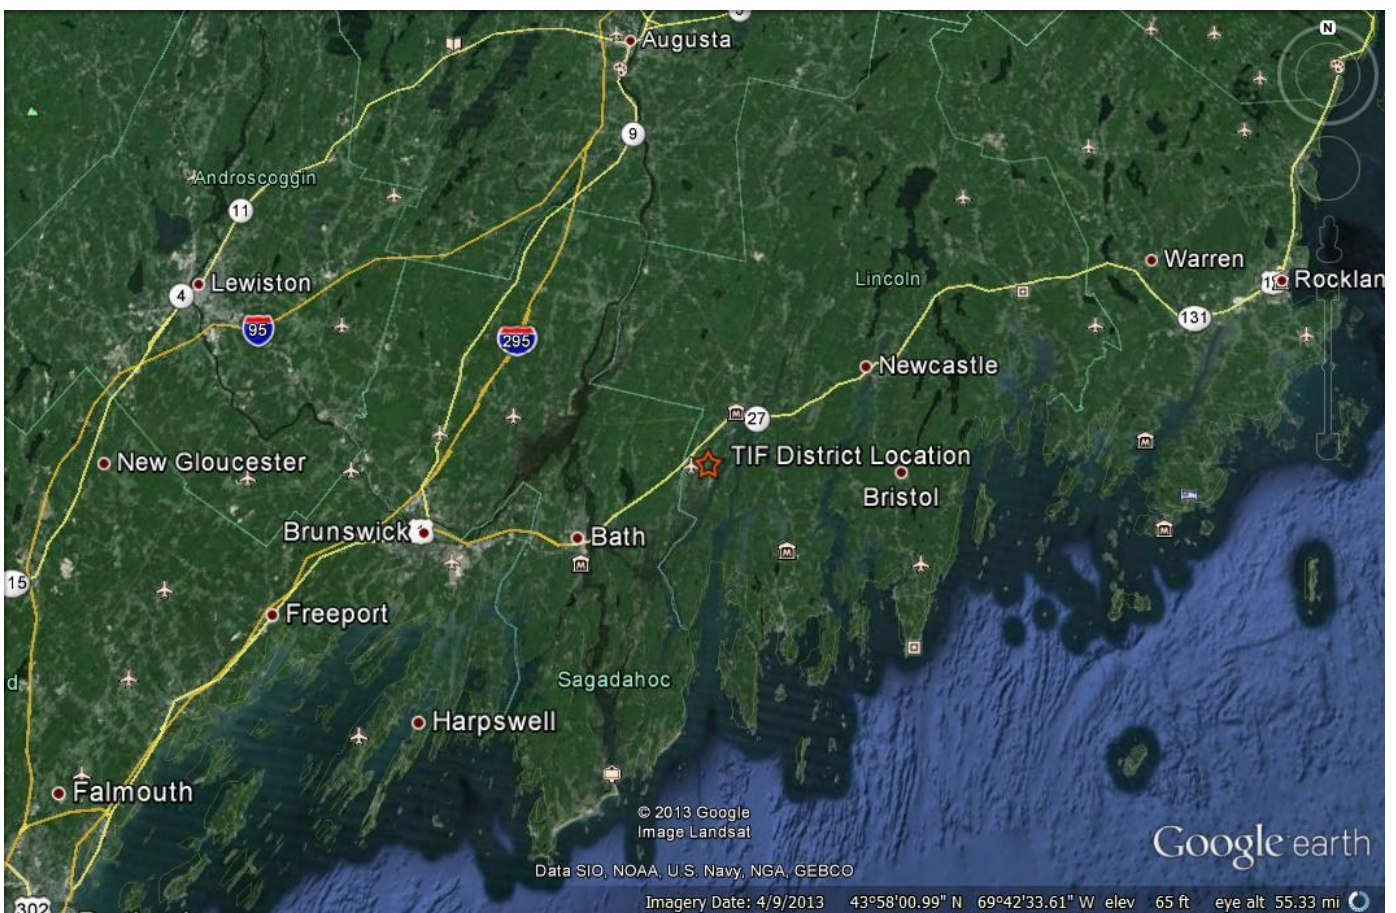 Augusta
9
Androscoggin
11
Warren
Lewiston
Lincoln
Rocklan
4
131
95
295
Newcastle
27
New Gloucester
TIF District Location
Bristol
Brunswick
Bath
15
Freeport
Sagadahoc
d
Harpswell
Falmouth
© 2013 Google
Image Landsat
Google earth
Data SIO, NOAA, U.S. Navy, NGA, GEBCO
302
Imagery Date: 4/9/2013 43°58'00.99" N 69°42'33.61" W elev 65 ft eye alt 55.33 mi
N